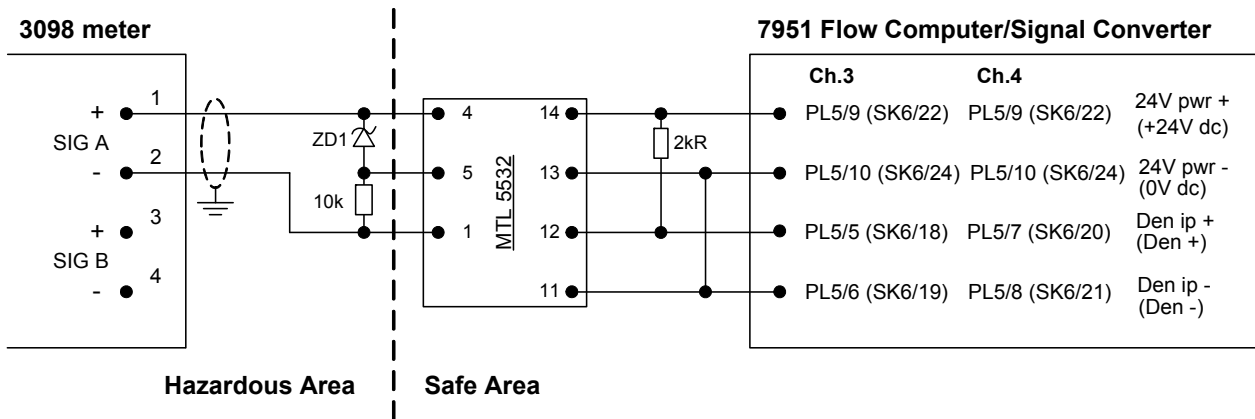 3098 meter
7951 Flow Computer/Signal Converter
+ 1
SIG A
- 2
+ 3
SIG B
- 4
ZD1
10k
4
5
1
MTL 5532
14
13
12
11
2kR
Ch.3 Ch.4
PL5/9 (SK6/22) PL5/9 (SK6/22) 24V pwr +
(+24V dc)
PL5/10 (SK6/24) PL5/10 (SK6/24) 24V pwr -
(0V dc)
PL5/5 (SK6/18) PL5/7 (SK6/20) Den ip +
(Den +)
PL5/6 (SK6/19) PL5/8 (SK6/21) Den ip -
(Den -)
Hazardous Area
Safe Area